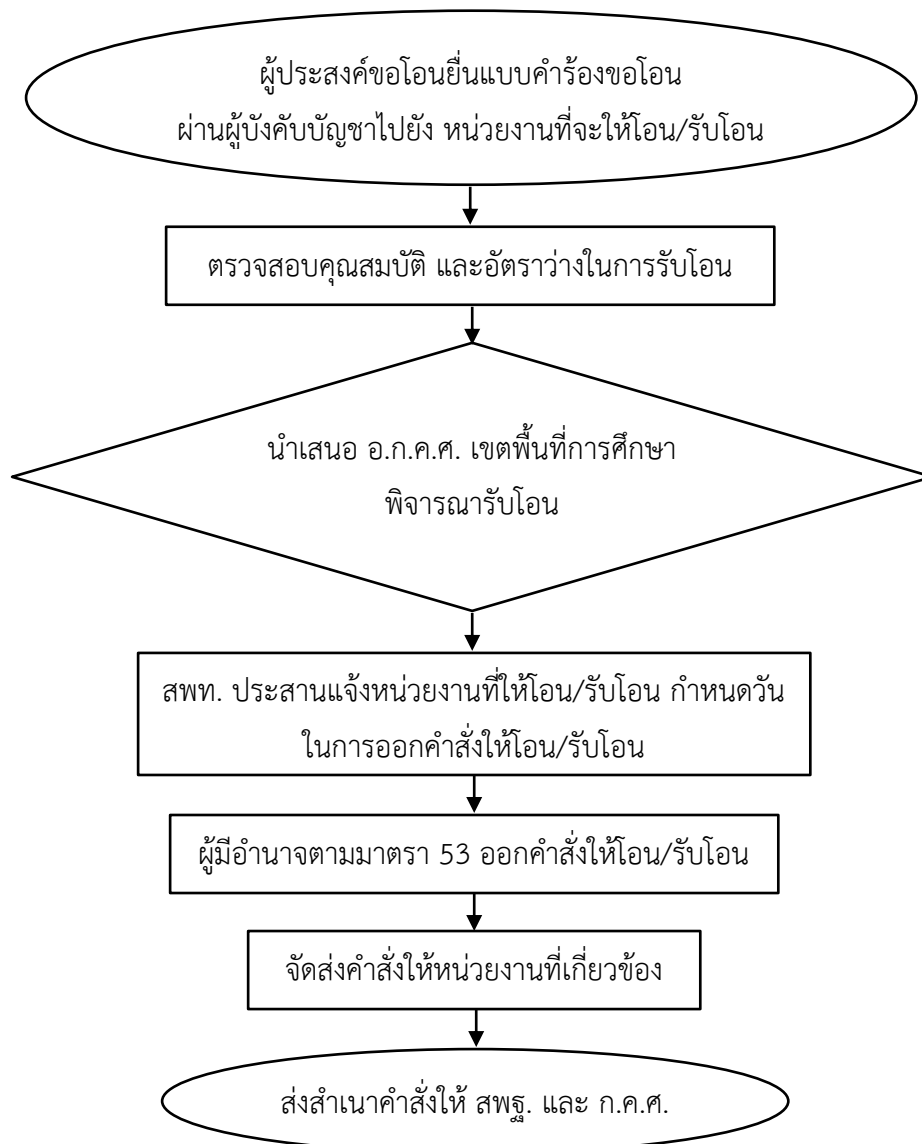 ผู้ประสงค์ขอโอนยื่นแบบคำร้องขอโอน
ผ่านผู้บังคับบัญชาไปยัง หน่วยงานที่จะให้โอน/รับโอน
ตรวจสอบคุณสมบัติ และอัตราว่างในการรับโอน
นำเสนอ อ.ก.ค.ศ. เขตพื้นที่การศึกษา
พิจารณารับโอน
สพท. ประสานแจ้งหน่วยงานที่ให้โอน/รับโอน กำหนดวัน
ในการออกคำสั่งให้โอน/รับโอน
ผู้มีอำนาจตามมาตรา 53 ออกคำสั่งให้โอน/รับโอน
จัดส่งคำสั่งให้หน่วยงานที่เกี่ยวข้อง
ส่งสำเนาคำสั่งให้ สพฐ. และ ก.ค.ศ.